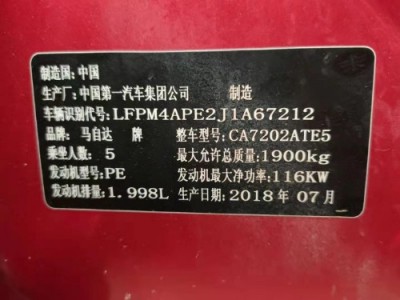 制造国:中国
生产厂:中国第一汽车集团公司 制造
车辆识别代号:LFPM4APE2J1A67212
品牌:马自达 牌 整车型号:CA7202ATE5
乘坐人数:5 最大允许总质量:1900kg
发动机型号:PE 发动机最大净功率:116KW
发动机排量:1.998L 生产日期:2018年07月